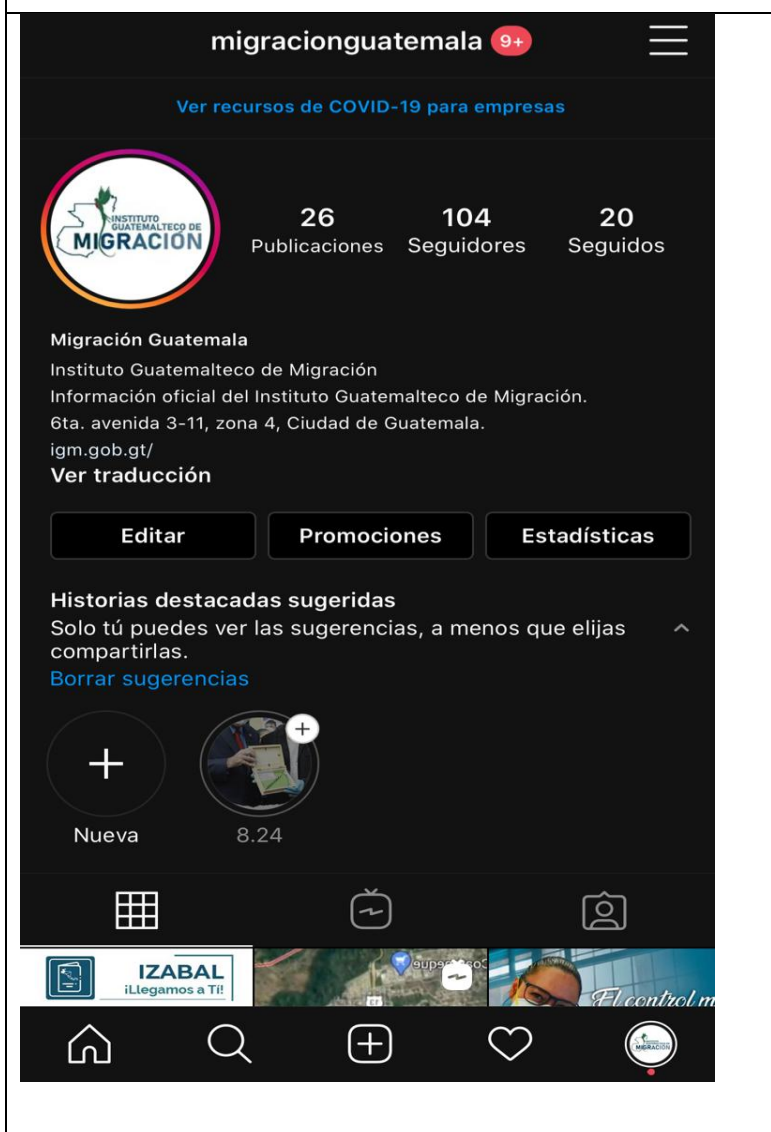 migracionguatemala 9+
Ver recursos de COVID-19 para empresas
INSTITUTO
GUATEMALTECO DE
MIGRACIÓN
26 104 20
Publicaciones Seguidores Seguidos
Migración Guatemala
Instituto Guatemalteco de Migración
Información oficial del Instituto Guatemalteco de Migración.
6ta. avenida 3-11, zona 4, Ciudad de Guatemala.
igm.gob.gt/
Ver traducción
Editar Promociones Estadísticas
Historias destacadas sugeridas
Solo tú puedes ver las sugerencias, a menos que elijas
compartirlas.
Borrar sugerencias
Nueva 8.24
IZABAL
¡Llegamos a Ti!
El control m
MIGRACIÓN